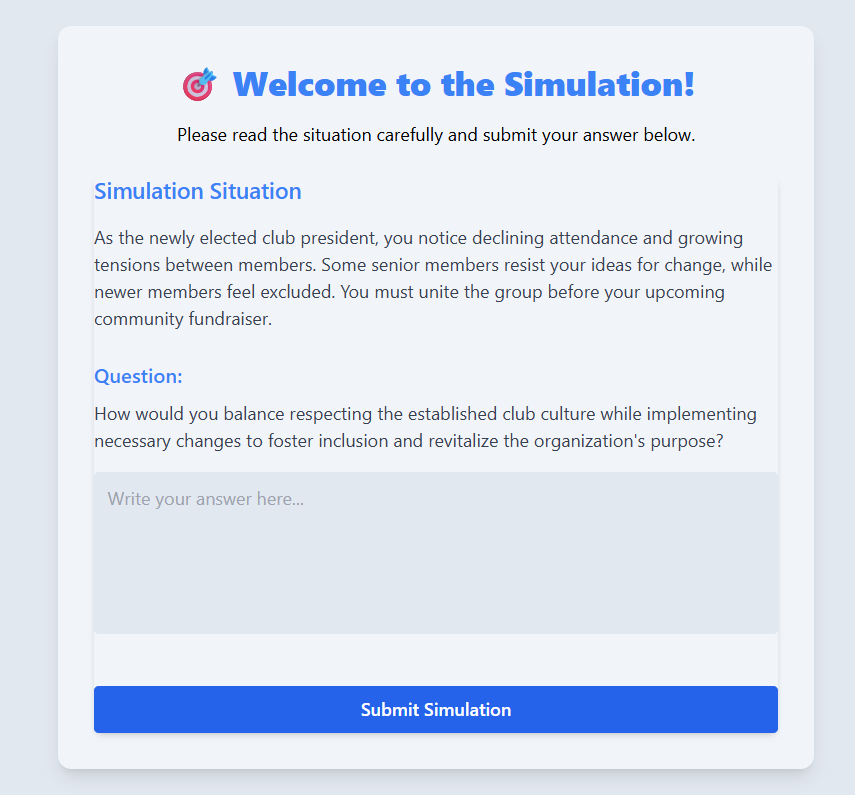 🎯 Welcome to the Simulation!
Please read the situation carefully and submit your answer below.
Simulation Situation
As the newly elected club president, you notice declining attendance and growing
tensions between members. Some senior members resist your ideas for change, while
newer members feel excluded. You must unite the group before your upcoming
community fundraiser.
Question:
How would you balance respecting the established club culture while implementing
necessary changes to foster inclusion and revitalize the organization's purpose?
Write your answer here...
Submit Simulation